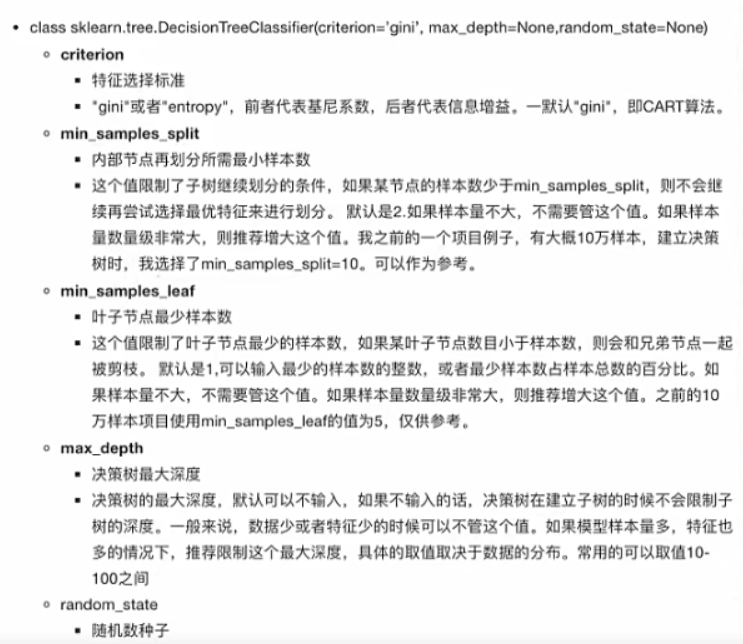 class sklearn.tree.DecisionTreeClassifier(criterion='gini', max_depth=None,random_state=None)
criterion
特征选择标准
"gini"或者"entropy"，前者代表基尼系数，后者代表信息增益。一默认"gini"，即CART算法。
min_samples_split
内部节点再划分所需最小样本数
这个值限制了子树继续划分的条件，如果某节点的样本数少于min_samples_split，则不会继
续再尝试选择最优特征来进行划分。 默认是2.如果样本量不大，不需要管这个值。如果样本
量数量级非常大，则推荐增大这个值。我之前的一个项目例子，有大概10万样本，建立决策
树时，我选择了min_samples_split=10。可以作为参考。
min_samples_leaf
叶子节点最少样本数
这个值限制了叶子节点最少的样本数，如果某叶子节点数目小于样本数，则会和兄弟节点一起
被剪枝。 默认是1,可以输入最少的样本数的整数，或者最少样本数占样本总数的百分比。如
果样本量不大，不需要管这个值。如果样本量数量级非常大，则推荐增大这个值。之前的10
万样本项目使用min_samples_leaf的值为5，仅供参考。
max_depth
决策树最大深度
决策树的最大深度，默认可以不输入，如果不输入的话，决策树在建立子树的时候不会限制子
树的深度。一般来说，数据少或者特征少的时候可以不管这个值。如果模型样本量多，特征也
多的情况下，推荐限制这个最大深度，具体的取值取决于数据的分布。常用的可以取值10-
100之间
random_state
随机数种子